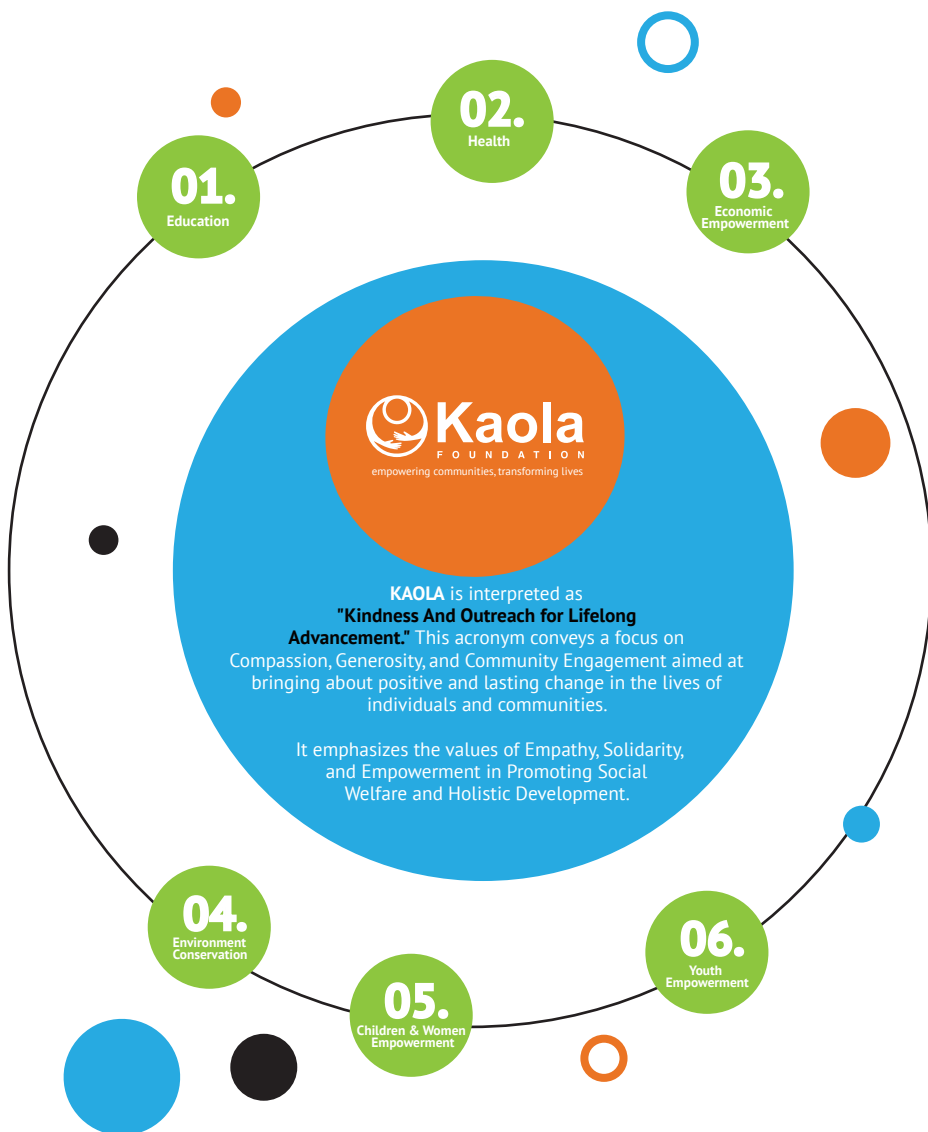 01.
Education
02.
Health
03.
Economic
Empowerment
Kaola
FOUNDATION
empowering communities, transforming lives
KAOLA is interpreted as
"Kindness And Outreach for Lifelong
Advancement." This acronym conveys a focus on
Compassion, Generosity, and Community Engagement aimed at
bringing about positive and lasting change in the lives of
individuals and communities.
It emphasizes the values of Empathy, Solidarity,
and Empowerment in Promoting Social
Welfare and Holistic Development.
04.
Environment
Conservation
05.
Children & Women
Empowerment
06.
Youth
Empowerment